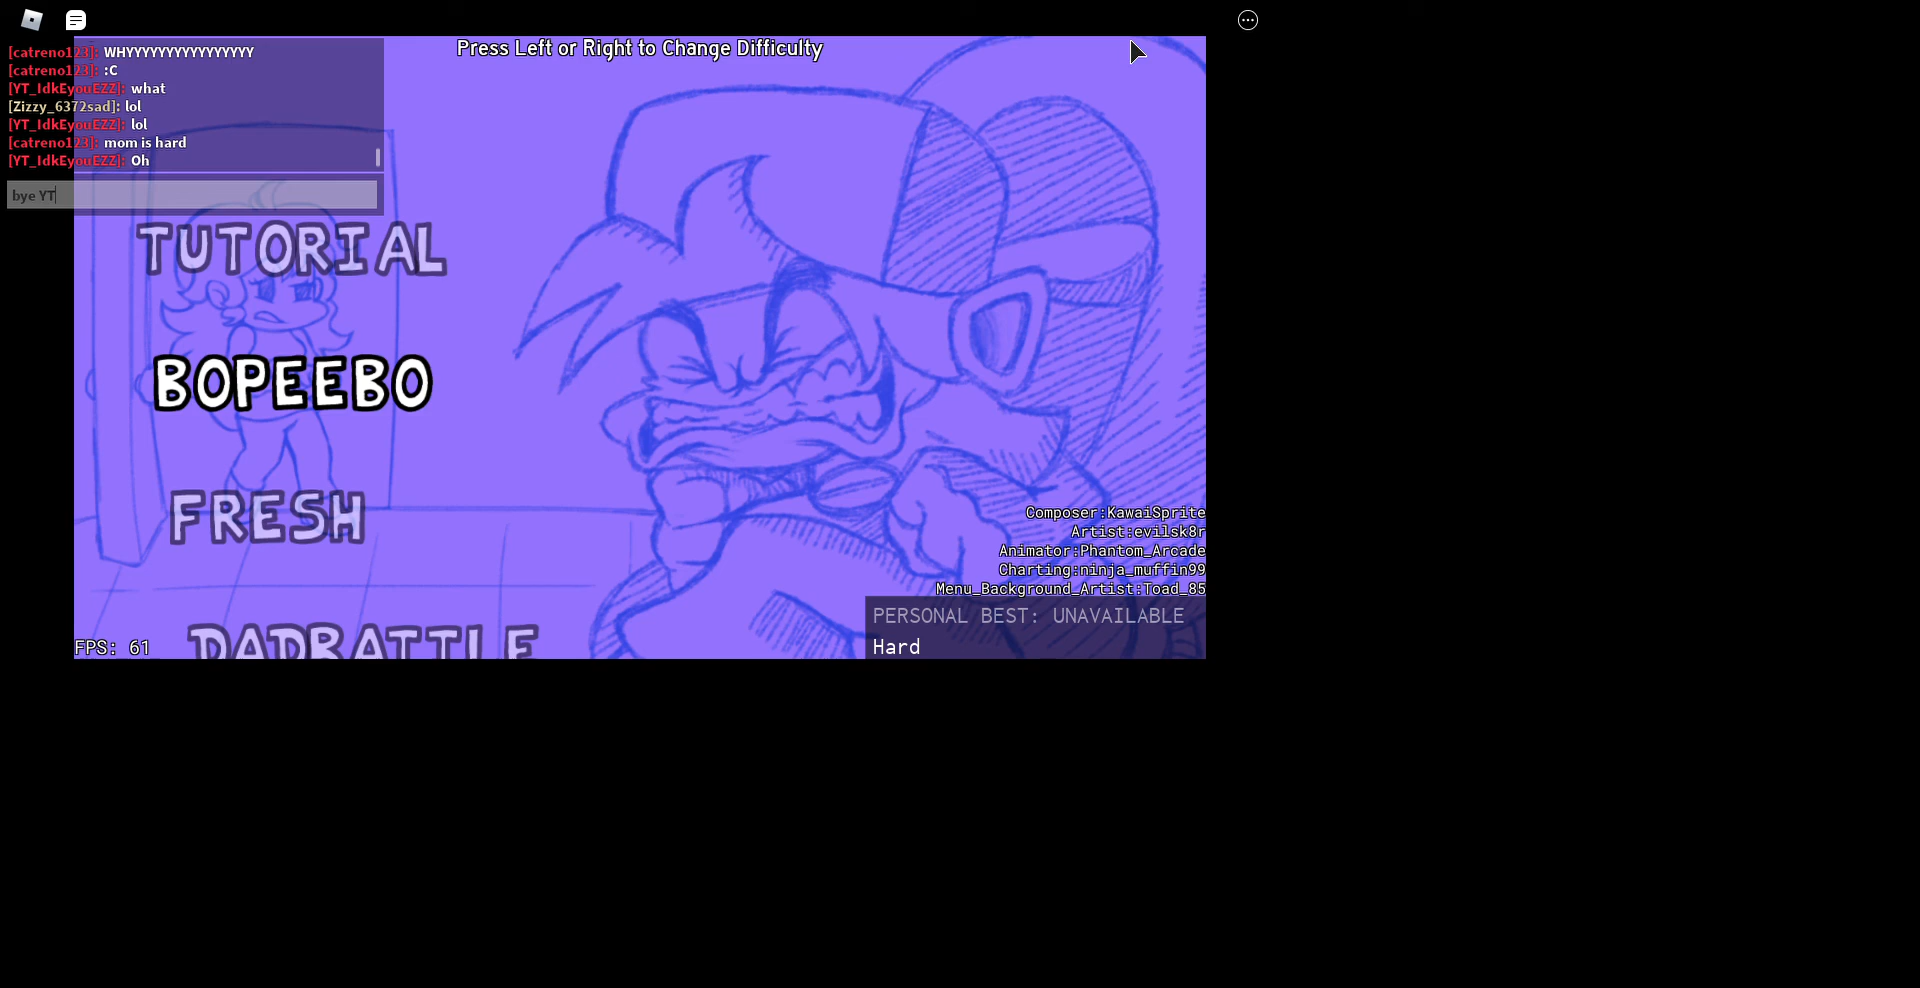 Press Left or Right to Change Difficulty
[catreno123]: WHYYYYYYYYYYYYYYYY
[catreno123]: :C
[YT_IdkEyouEZZ]: what
[Zizzy_6372sad]: lol
[YT_IdkEyouEZZ]: lol
[catreno123]: mom is hard
[YT_IdkEyouEZZ]: Oh
bye YT
TUTORIAL
BOPEEBO
FRESH
DADBATTLE
Composer:KawaiSprite
Artist:evilsk8r
Animator:Phantom_Arcade
Charting:ninja_muffin99
Menu_Background_Artist:Toad_85
PERSONAL BEST: UNAVAILABLE
Hard
FPS: 61